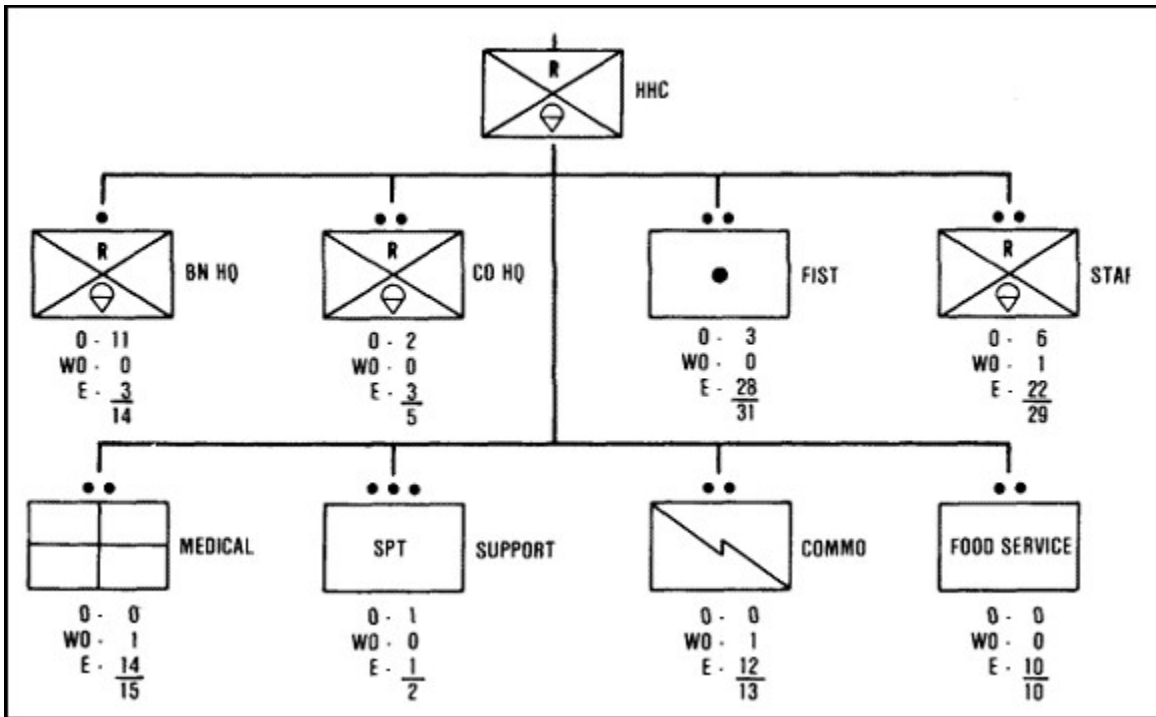 R
HHC
R
BN HQ
R
CO HQ
FIST
R
STAF
O - 11
WO - 0
E - 3
14
O - 2
WO - 0
E - 3
5
O - 3
WO - 0
E - 28
31
O - 6
WO - 1
E - 22
29
MEDICAL
SPT
SUPPORT
COMMO
FOOD SERVICE
O - 0
WO - 1
E - 14
15
O - 1
WO - 0
E - 1
2
O - 0
WO - 1
E - 12
13
O - 0
WO - 0
E - 10
10